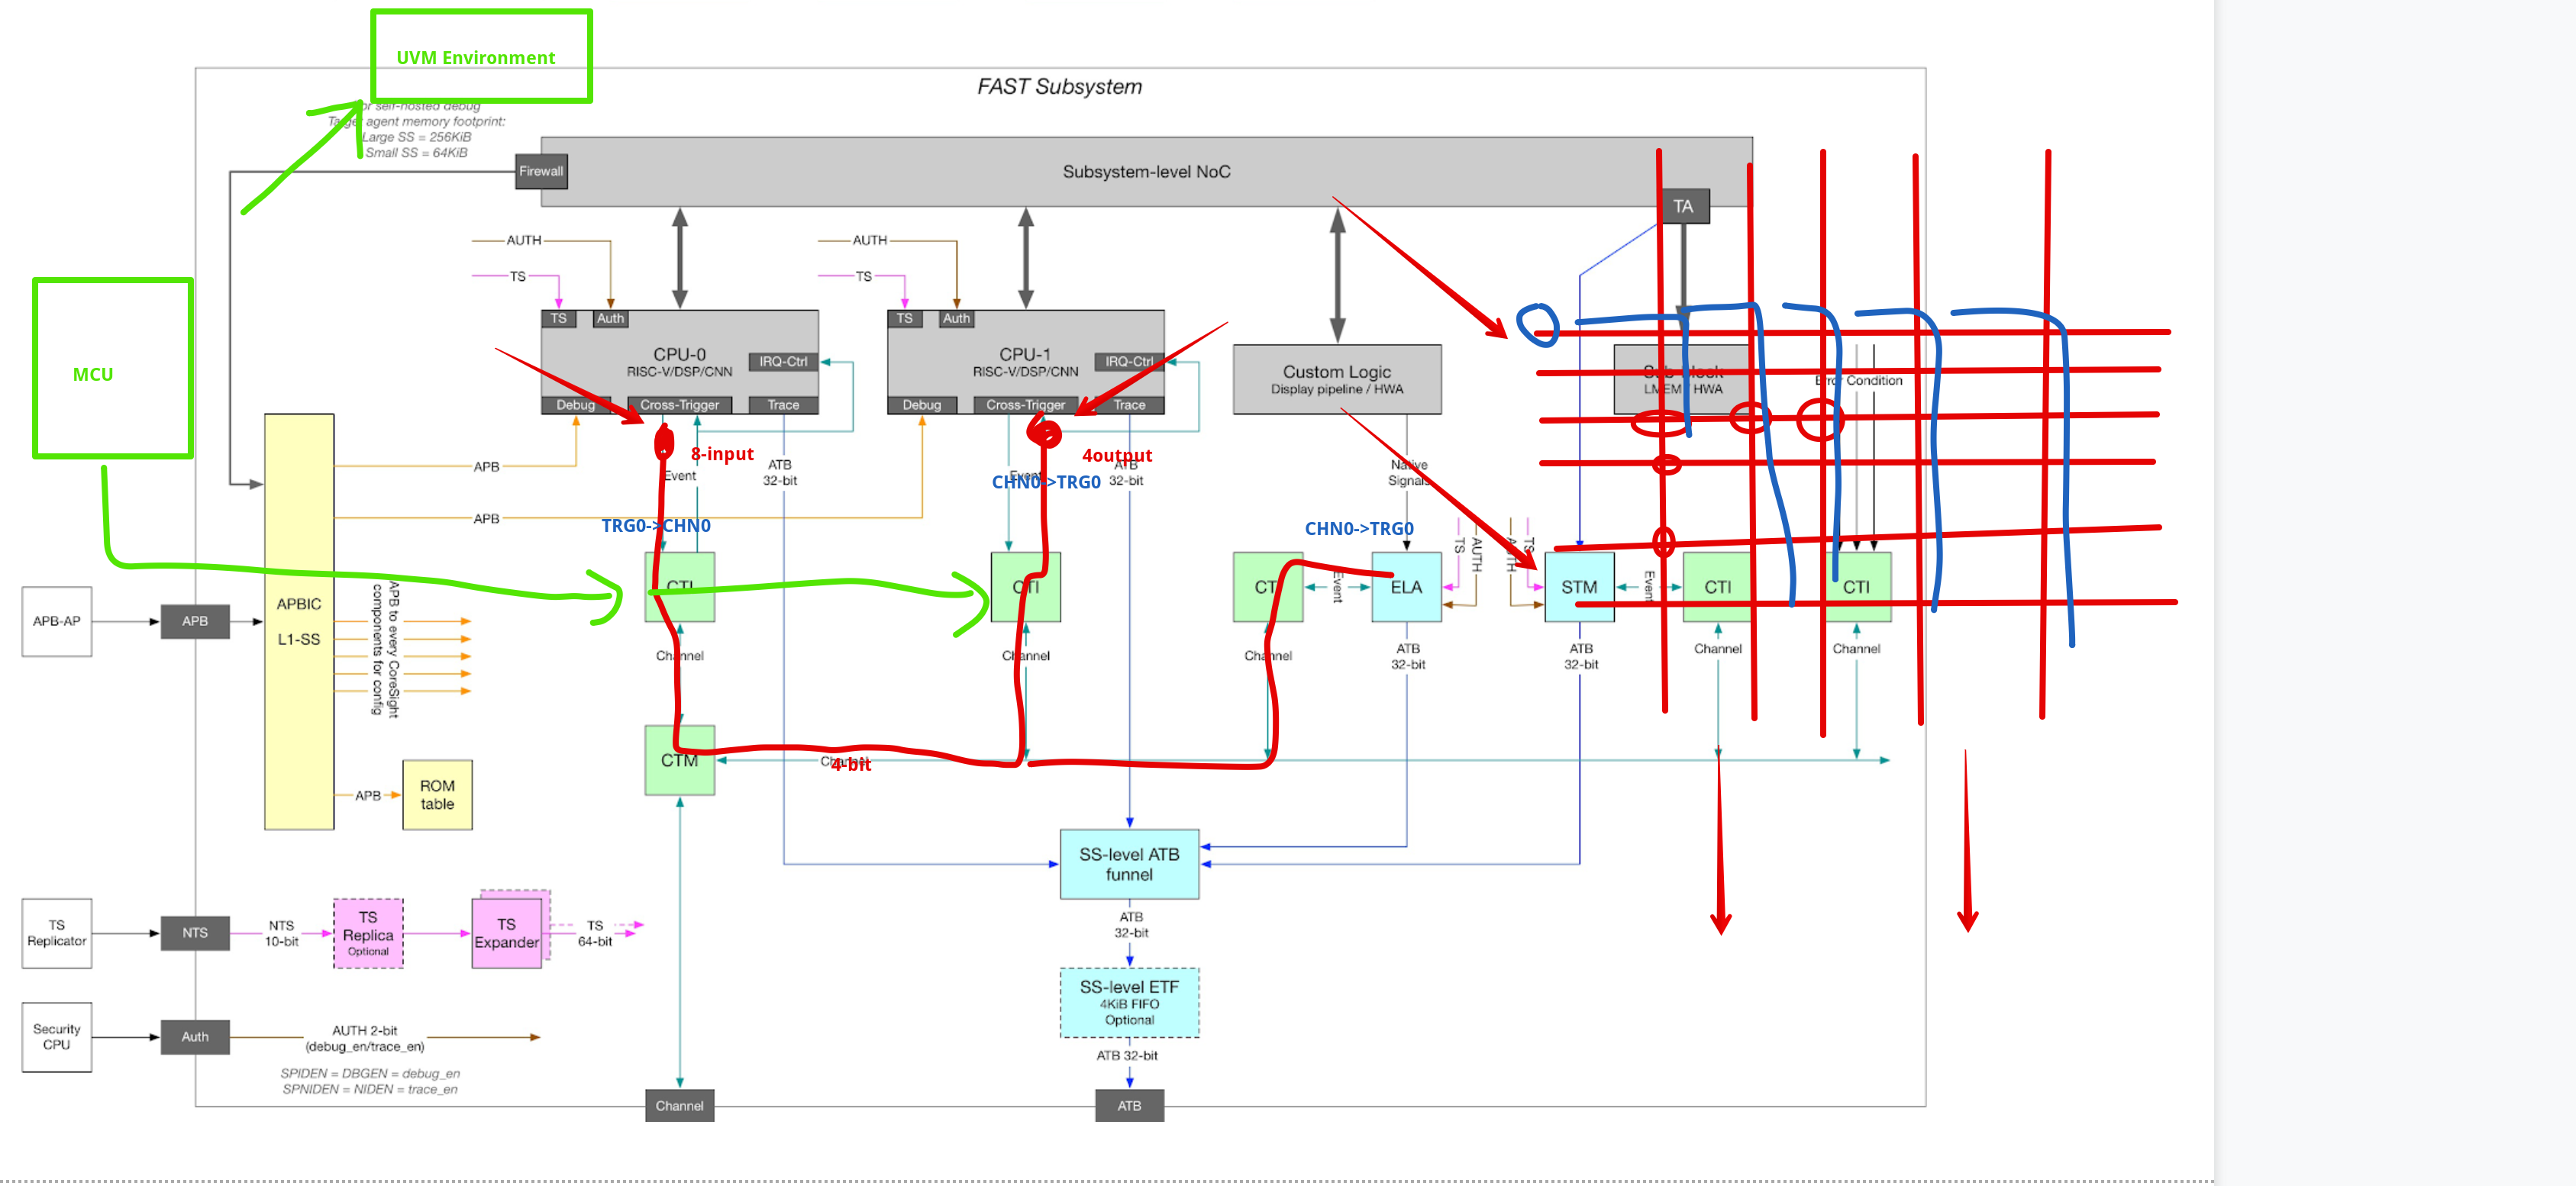 UVM Environment
FAST Subsystem
or self-hosted debug
Target agent memory footprint:
Large SS = 256KiB
Small SS = 64KiB
Firewall
Subsystem-level NoC
TA
AUTH
TS
AUTH
TS
TS
Auth
CPU-0
RISC-V/DSP/CNN
IRQ-Ctrl
Debug
Cross-Trigger
Trace
TS
Auth
CPU-1
RISC-V/DSP/CNN
IRQ-Ctrl
Debug
Cross-Trigger
Trace
Custom Logic
Display pipeline / HWA
LMEM / HWA
Error Condition
MCU
8-input
4output
APB
Event
ATB
32-bit
Event
CHN0->TRG0
ATB
32-bit
Native
Signals
APB
TRG0->CHN0
CHN0->TRG0
TS
AUTH
AUTH
TS
CTI
CTI
CTI
Event
ELA
STM
Event
CTI
CTI
APB-AP
APB
APBIC
L1-SS
APB to every CoreSight
components for config
Channel
Channel
Channel
ATB
32-bit
ATB
32-bit
Channel
Channel
CTM
Channel
4-bit
APB
ROM
table
SS-level ATB
funnel
TS
Replicator
NTS
NTS
10-bit
TS
Replica
Optional
TS
Expander
TS
64-bit
ATB
32-bit
SS-level ETF
4KiB FIFO
Optional
Security
CPU
Auth
AUTH 2-bit
(debug_en/trace_en)
ATB 32-bit
SPIDEN = DBGEN = debug_en
SPNIDEN = NIDEN = trace_en
Channel
ATB